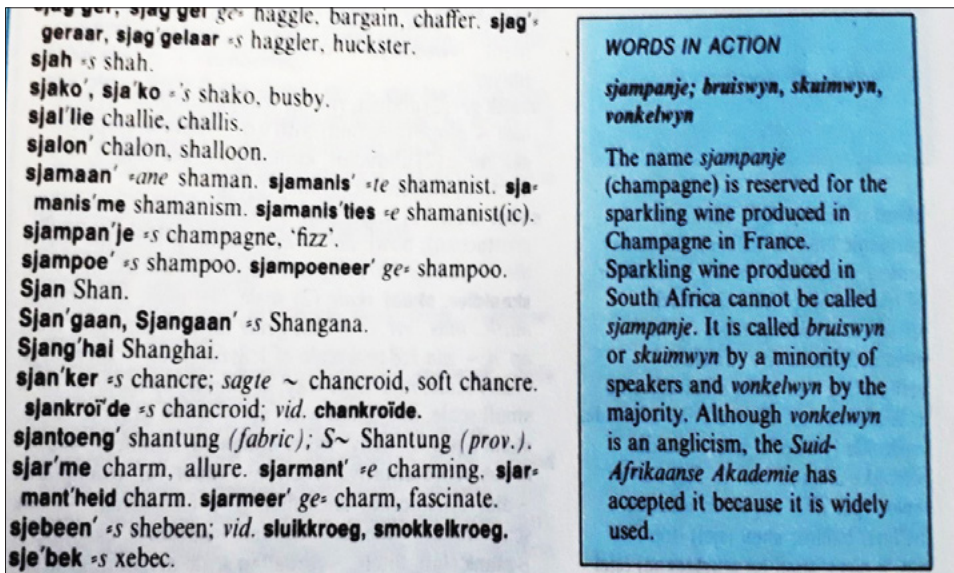 sjag'ger, sjag'gel ge= haggle, bargain, chaffer. sjag'=
geraar, sjag'gelaar =s haggler, huckster.
sjah =s shah.
sjako', sja'ko ='s shako, busby.
sjal'lie challie, challis.
sjalon' chalon, shalloon.
sjamaan' =ane shaman. sjamanis' =te shamanist. sja=
manis'me shamanism. sjamanis'ties =e shamanist(ic).
sjampan'je =s champagne, 'fizz'.
sjampoe' =s shampoo. sjampoeneer' ge= shampoo.
Sjan Shan.
Sjan'gaan, Sjangaan' =s Shangana.
Sjang'hai Shanghai.
sjan'ker =s chancre; sagte ~ chancroid, soft chancre.
sjankroï'de =s chancroid; vid. chankroïde.
sjantoeng' shantung (fabric); S~ Shantung (prov.).
sjar'me charm, allure. sjarmant' =e charming. sjar=
mant'heid charm. sjarmeer' ge= charm, fascinate.
sjebeen' =s shebeen; vid. sluikkroeg, smokkelkroeg.
sje'bek =s xebec.
WORDS IN ACTION
sjampanje; bruiswyn, skuimwyn,
vonkelwyn
The name sjampanje
(champagne) is reserved for the
sparkling wine produced in
Champagne in France.
Sparkling wine produced in
South Africa cannot be called
sjampanje. It is called bruiswyn
or skuimwyn by a minority of
speakers and vonkelwyn by the
majority. Although vonkelwyn
is an anglicism, the Suid-
Afrikaanse Akademie has
accepted it because it is widely
used.